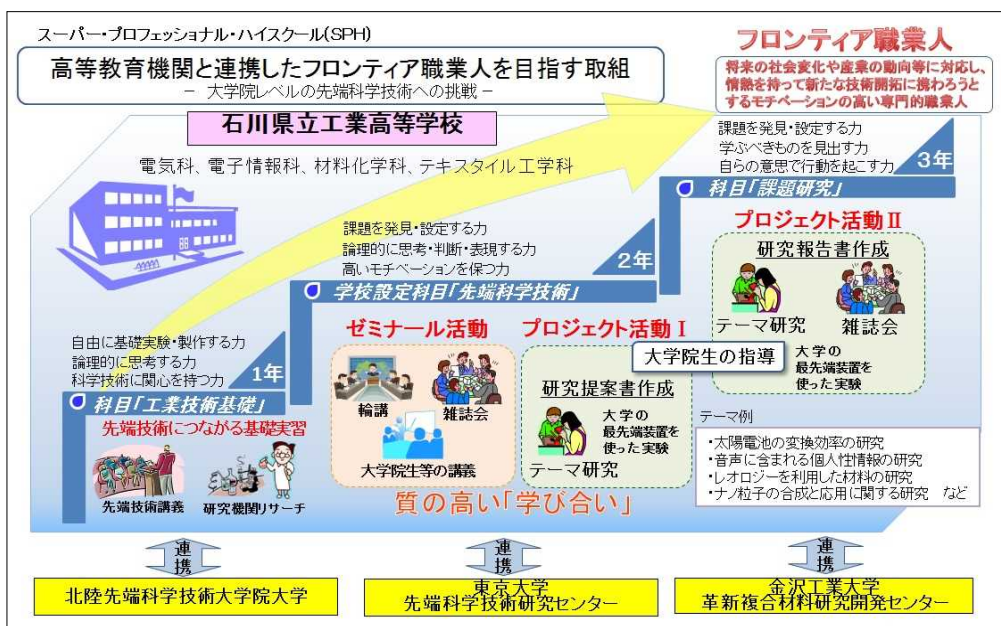 スーパー・プロフェッショナル・ハイスクール(SPH)
高等教育機関と連携したフロンティア職業人を目指す取組
－ 大学院レベルの先端科学技術への挑戦 －
フロンティア職業人
将来の社会変化や産業の動向等に対応し、
情熱を持って新たな技術開拓に携わろうと
するモチベーションの高い専門的職業人
石川県立工業高等学校
電気科、電子情報科、材料化学科、テキスタイル工学科
課題を発見・設定する力
学ぶべきものを見出す力
自らの意思で行動を起こす力
3年
科目「課題研究」
課題を発見・設定する力
論理的に思考・判断・表現する力
高いモチベーションを保つ力
2年
学校設定科目「先端科学技術」
自由に基礎実験・製作する力
論理的に思考する力
科学技術に関心を持つ力
1年
科目「工業技術基礎」
先端技術につながる基礎実習
先端技術講義
研究機関リサーチ
ゼミナール活動
輪講
雑誌会
大学院生等の講義
プロジェクト活動Ⅰ
研究提案書作成
大学の
最先端装置を
使った実験
テーマ研究
大学院生の指導
プロジェクト活動Ⅱ
研究報告書作成
テーマ研究
雑誌会
大学の
最先端装置を
使った実験
質の高い「学び合い」
テーマ例
・太陽電池の変換効率の研究
・音声に含まれる個人性情報の研究
・レオロジーを利用した材料の研究
・ナノ粒子の合成と応用に関する研究　など
連携
連携
連携
北陸先端科学技術大学院大学
東京大学
先端科学技術研究センター
金沢工業大学
革新複合材料研究開発センター